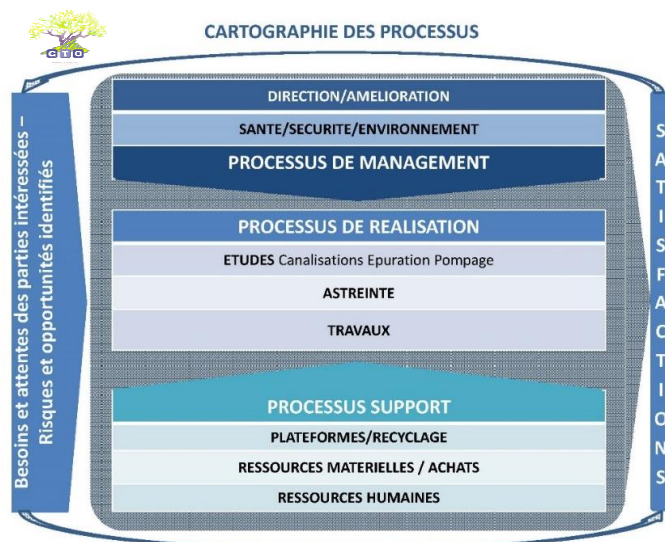 CARTOGRAPHIE DES PROCESSUS
CTO
Besoins et attentes des parties intéressées –
Risques et opportunités identifiés
DIRECTION/AMELIORATION
SANTE/SECURITE/ENVIRONNEMENT
PROCESSUS DE MANAGEMENT
PROCESSUS DE REALISATION
ETUDES Canalisations Epuration Pompage
ASTREINTE
TRAVAUX
PROCESSUS SUPPORT
PLATEFORMES/RECYCLAGE
RESSOURCES MATERIELLES / ACHATS
RESSOURCES HUMAINES
SATISFACTIONS